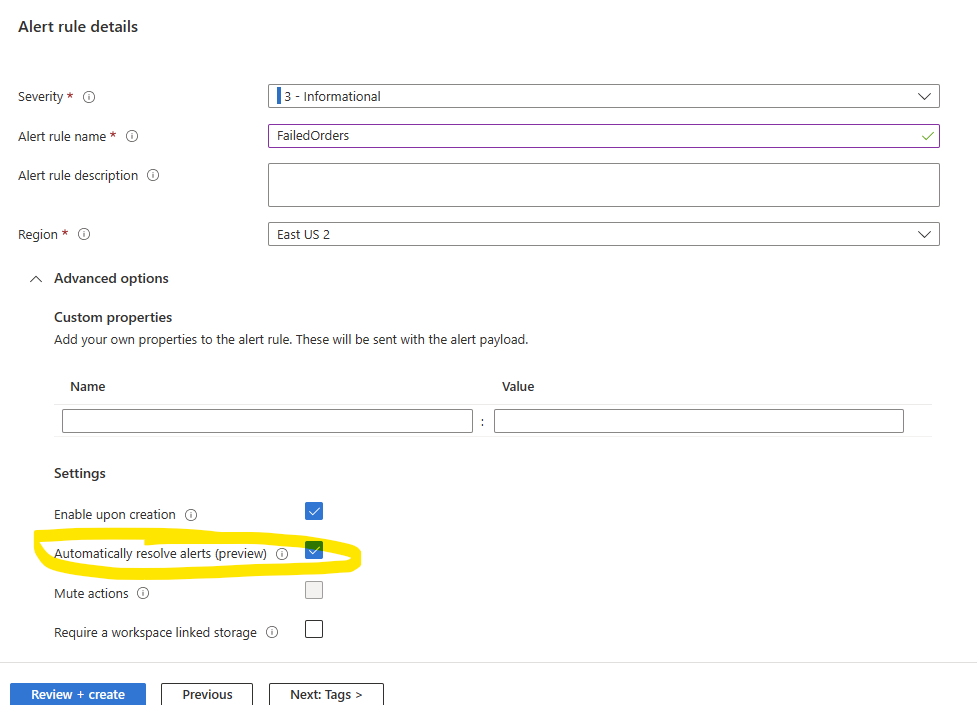 Alert rule details
Severity *
3 - Informational
Alert rule name *
FailedOrders
Alert rule description
Region *
East US 2
Advanced options
Custom properties
Add your own properties to the alert rule. These will be sent with the alert payload.
Name Value
:
Settings
Enable upon creation
Automatically resolve alerts (preview)
Mute actions
Require a workspace linked storage
Review + create Previous Next: Tags >